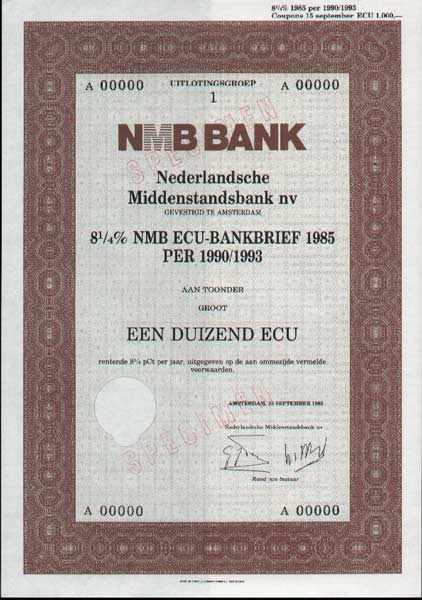 8¼% 1985 per 1990/1993
Coupons 15 september ECU 1.000,—
A 00000 UITLOTINGSGROEP A 00000
1
SPECIMEN
NMB BANK
Nederlandsche
Middenstandsbank nv
GEVESTIGD TE AMSTERDAM
8¼% NMB ECU-BANKBRIEF 1985
PER 1990/1993
AAN TOONDER
GROOT
EEN DUIZEND ECU
rentende 8¼ pCt per jaar, uitgegeven op de aan ommezijde vermelde
voorwaarden.
SPECIMEN
AMSTERDAM, 15 SEPTEMBER 1985
Nederlandsche Middenstandsbank nv
Raad van bestuur
A 00000 A 00000